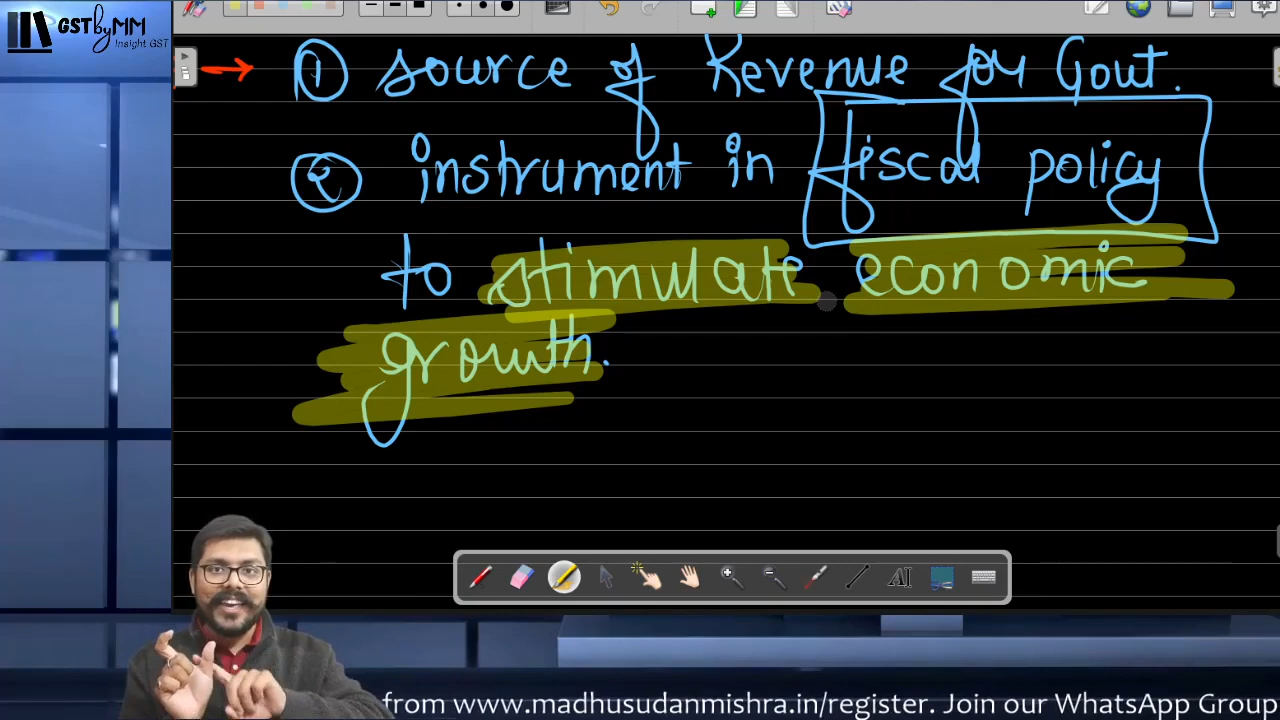 GSTbyMM
Insight GST
① source of Revenue for Govt.
② instrument in fiscal policy
to stimulate economic
growth.
AI
from www.madhusudanmishra.in/register. Join our WhatsApp Group